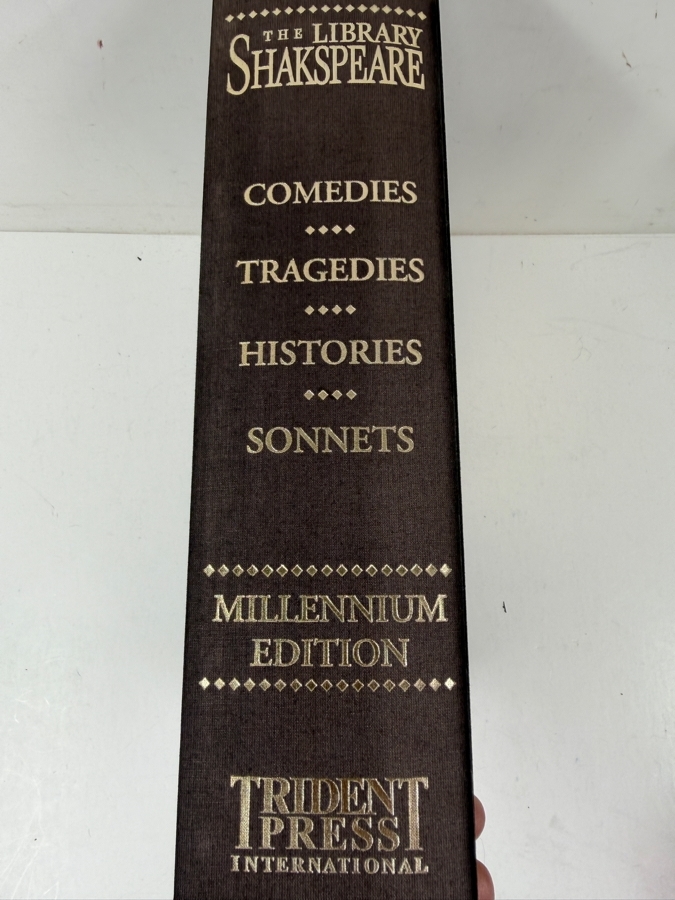 THE LIBRARY
SHAKSPEARE
COMEDIES
TRAGEDIES
HISTORIES
SONNETS
MILLENNIUM
EDITION
TRIDENT
PRESS
INTERNATIONAL